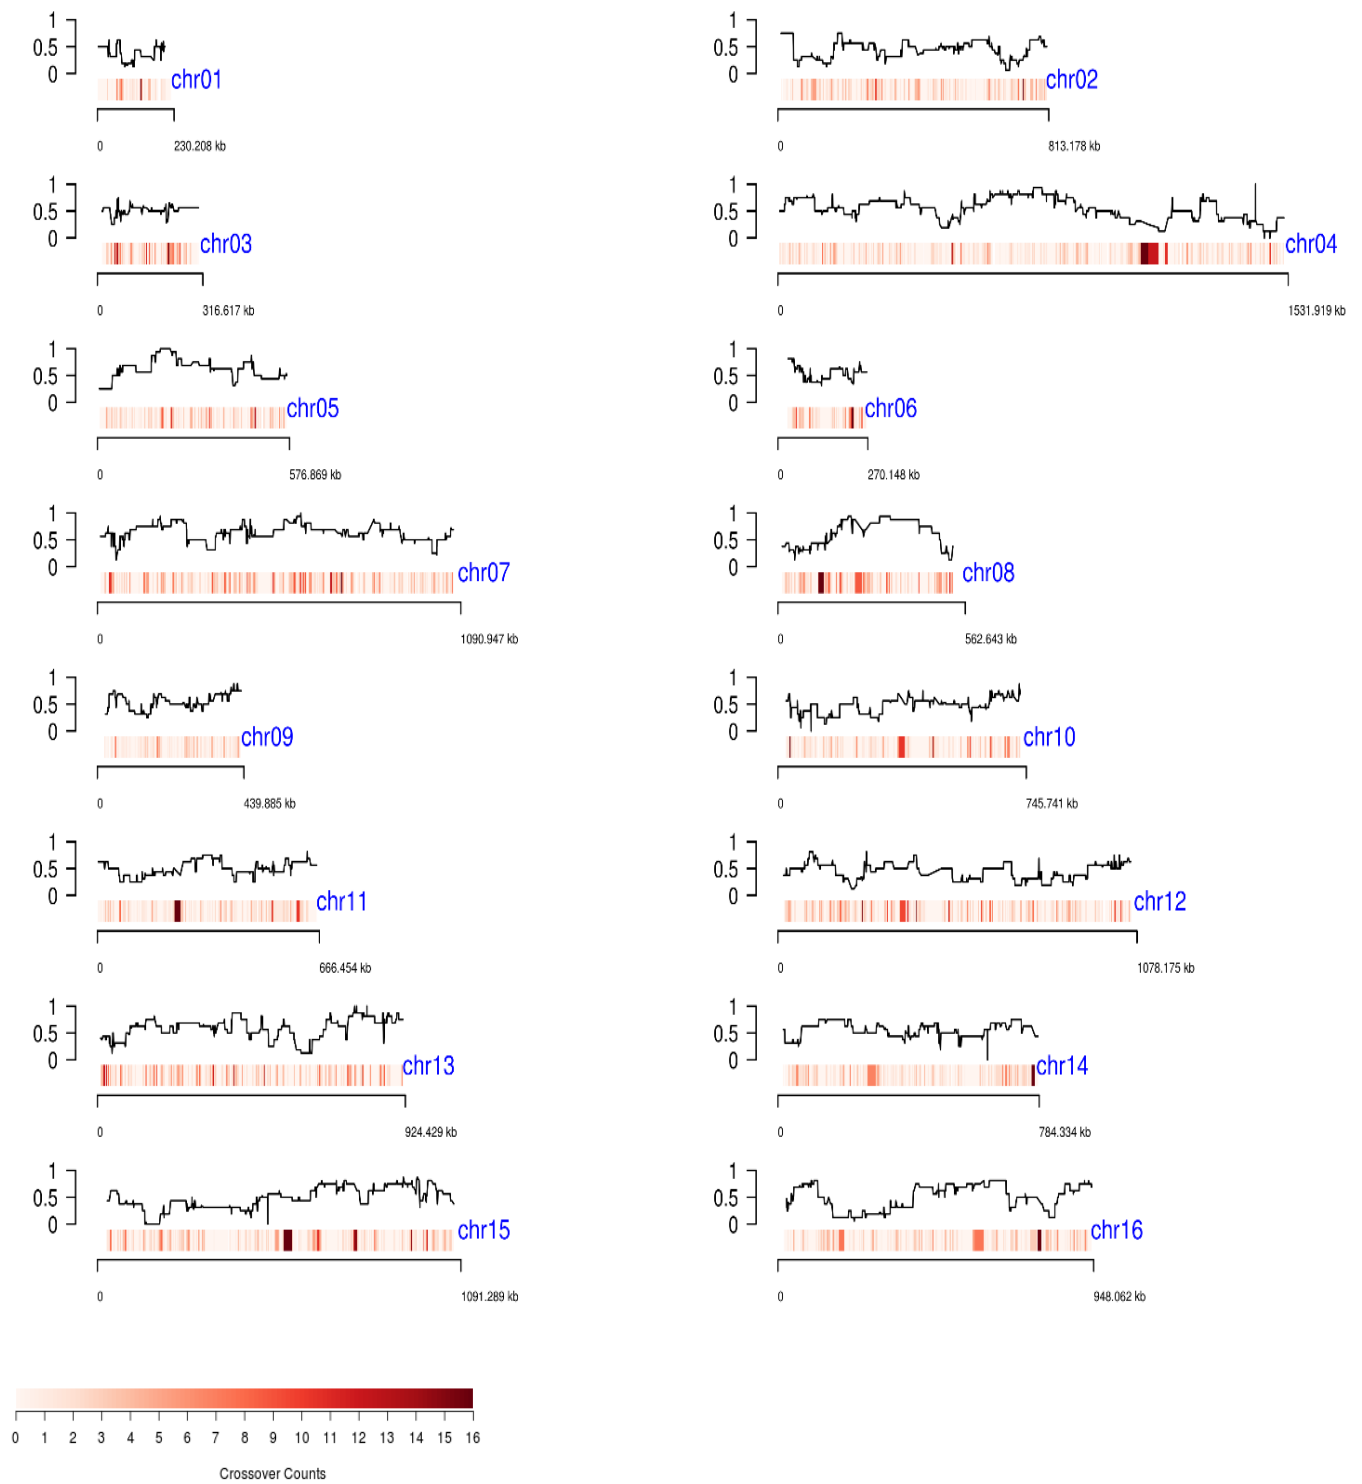 1
0.5
0
chr01
0
230.208 kb
1
0.5
0
chr02
0
813.178 kb
1
0.5
0
chr03
0
316.617 kb
1
0.5
0
chr04
0
1531.919 kb
1
0.5
0
chr05
0
576.869 kb
1
0.5
0
chr06
0
270.148 kb
1
0.5
0
chr07
0
1090.947 kb
1
0.5
0
chr08
0
562.643 kb
1
0.5
0
chr09
0
439.885 kb
1
0.5
0
chr10
0
745.741 kb
1
0.5
0
chr11
0
666.454 kb
1
0.5
0
chr12
0
1078.175 kb
1
0.5
0
chr13
0
924.429 kb
1
0.5
0
chr14
0
784.334 kb
1
0.5
0
chr15
0
1091.289 kb
1
0.5
0
chr16
0
948.062 kb
0 1 2 3 4 5 6 7 8 9 10 11 12 13 14 15 16
Crossover Counts